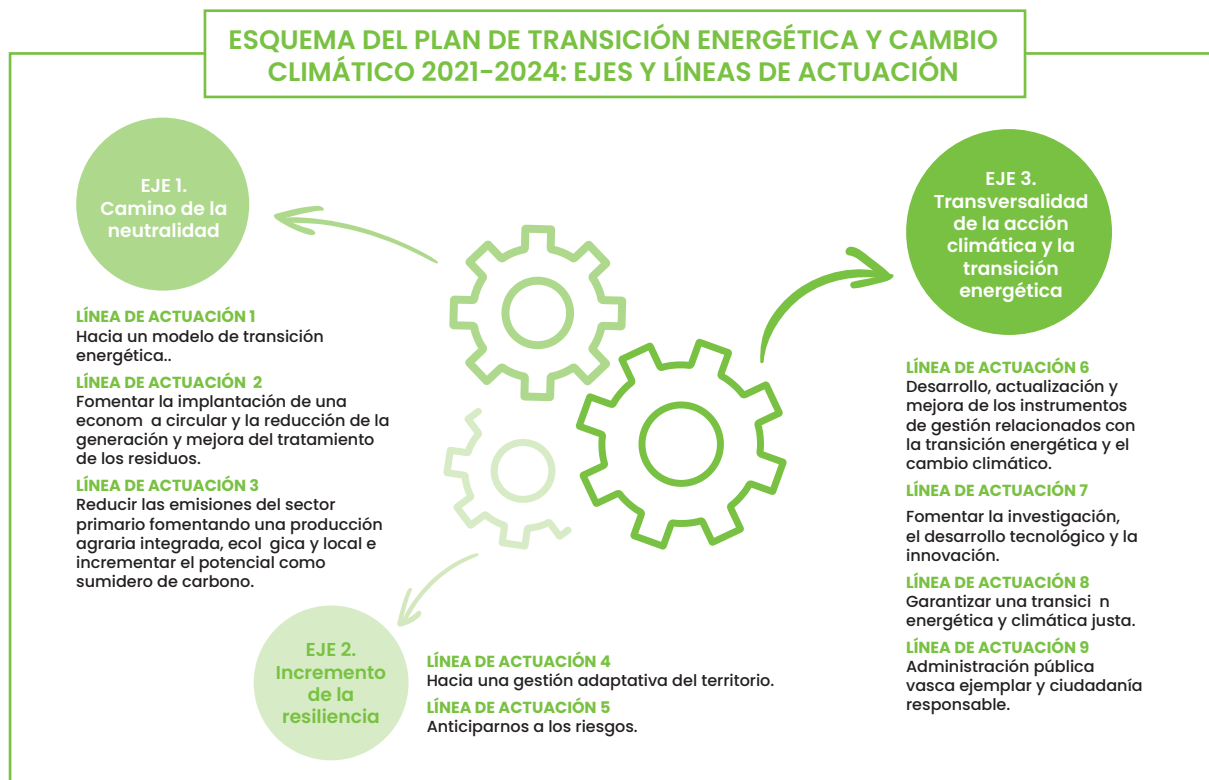 ESQUEMA DEL PLAN DE TRANSICIÓN ENERGÉTICA Y CAMBIO
CLIMÁTICO 2021-2024: EJES Y LÍNEAS DE ACTUACIÓN
EJE 1.
Camino de la
neutralidad
LÍNEA DE ACTUACIÓN 1
Hacia un modelo de transición
energética..
LÍNEA DE ACTUACIÓN 2
Fomentar la implantación de una
econom a circular y la reducción de la
generación y mejora del tratamiento
de los residuos.
LÍNEA DE ACTUACIÓN 3
Reducir las emisiones del sector
primario fomentando una producción
agraria integrada, ecol gica y local e
incrementar el potencial como
sumidero de carbono.
EJE 2.
Incremento
de la
resiliencia
LÍNEA DE ACTUACIÓN 4
Hacia una gestión adaptativa del territorio.
LÍNEA DE ACTUACIÓN 5
Anticiparnos a los riesgos.
EJE 3.
Transversalidad
de la acción
climática y la
transición
energética
LÍNEA DE ACTUACIÓN 6
Desarrollo, actualización y
mejora de los instrumentos
de gestión relacionados con
la transición energética y el
cambio climático.
LÍNEA DE ACTUACIÓN 7
Fomentar la investigación,
el desarrollo tecnológico y la
innovación.
LÍNEA DE ACTUACIÓN 8
Garantizar una transici n
energética y climática justa.
LÍNEA DE ACTUACIÓN 9
Administración pública
vasca ejemplar y ciudadanía
responsable.